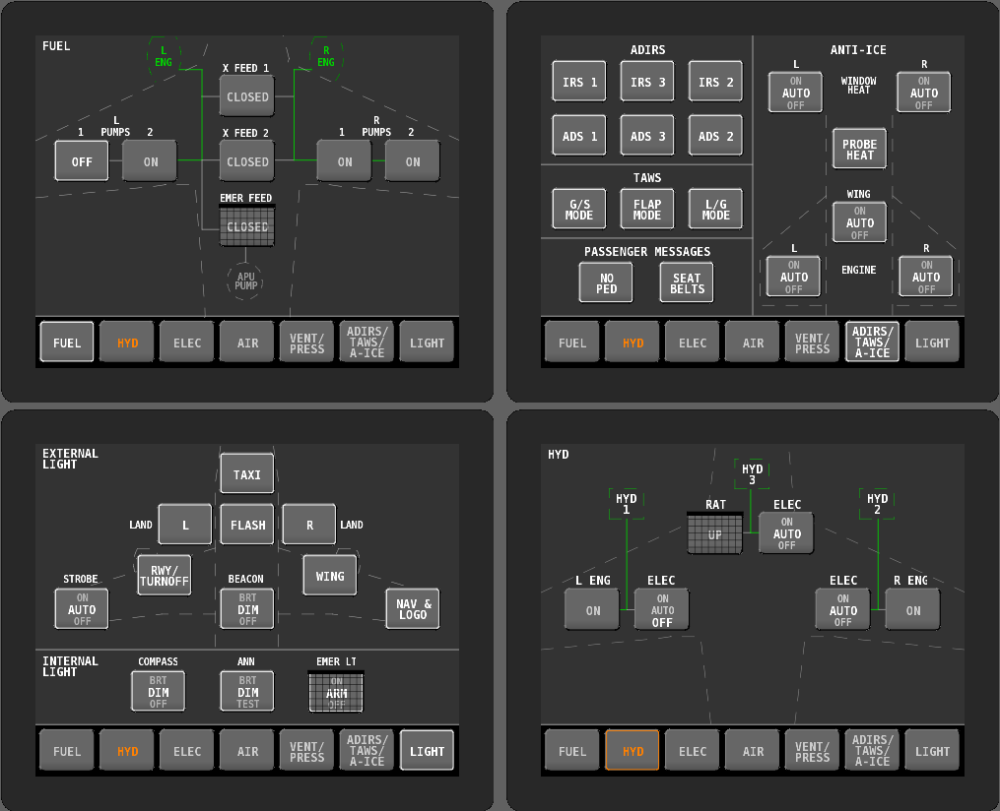 FUEL
L
ENG
R
ENG
X FEED 1
CLOSED
L
PUMPS
1 2
X FEED 2
R
PUMPS
1 2
OFF
ON
CLOSED
ON
ON
EMER FEED
CLOSED
APU
PUMP
FUEL
HYD
ELEC
AIR
VENT/
PRESS
ADIRS/
TAWS/
A-ICE
LIGHT
ADIRS
IRS 1
IRS 3
IRS 2
ADS 1
ADS 3
ADS 2
TAWS
G/S
MODE
FLAP
MODE
L/G
MODE
PASSENGER MESSAGES
NO
PED
SEAT
BELTS
ANTI-ICE
L
ON
AUTO
OFF
WINDOW
HEAT
R
ON
AUTO
OFF
PROBE
HEAT
WING
ON
AUTO
OFF
L
ON
AUTO
OFF
ENGINE
R
ON
AUTO
OFF
FUEL
HYD
ELEC
AIR
VENT/
PRESS
ADIRS/
TAWS/
A-ICE
LIGHT
EXTERNAL
LIGHT
TAXI
LAND
L
FLASH
R
LAND
RWY/
TURNOFF
WING
STROBE
ON
AUTO
OFF
BEACON
BRT
DIM
OFF
NAV &
LOGO
INTERNAL
LIGHT
COMPASS
BRT
DIM
OFF
ANN
BRT
DIM
TEST
EMER LT
ON
ARM
OFF
FUEL
HYD
ELEC
AIR
VENT/
PRESS
ADIRS/
TAWS/
A-ICE
LIGHT
HYD
HYD
3
HYD
1
RAT
UP
ELEC
ON
AUTO
OFF
HYD
2
L ENG
ON
ELEC
ON
AUTO
OFF
ELEC
ON
AUTO
OFF
R ENG
ON
FUEL
HYD
ELEC
AIR
VENT/
PRESS
ADIRS/
TAWS/
A-ICE
LIGHT